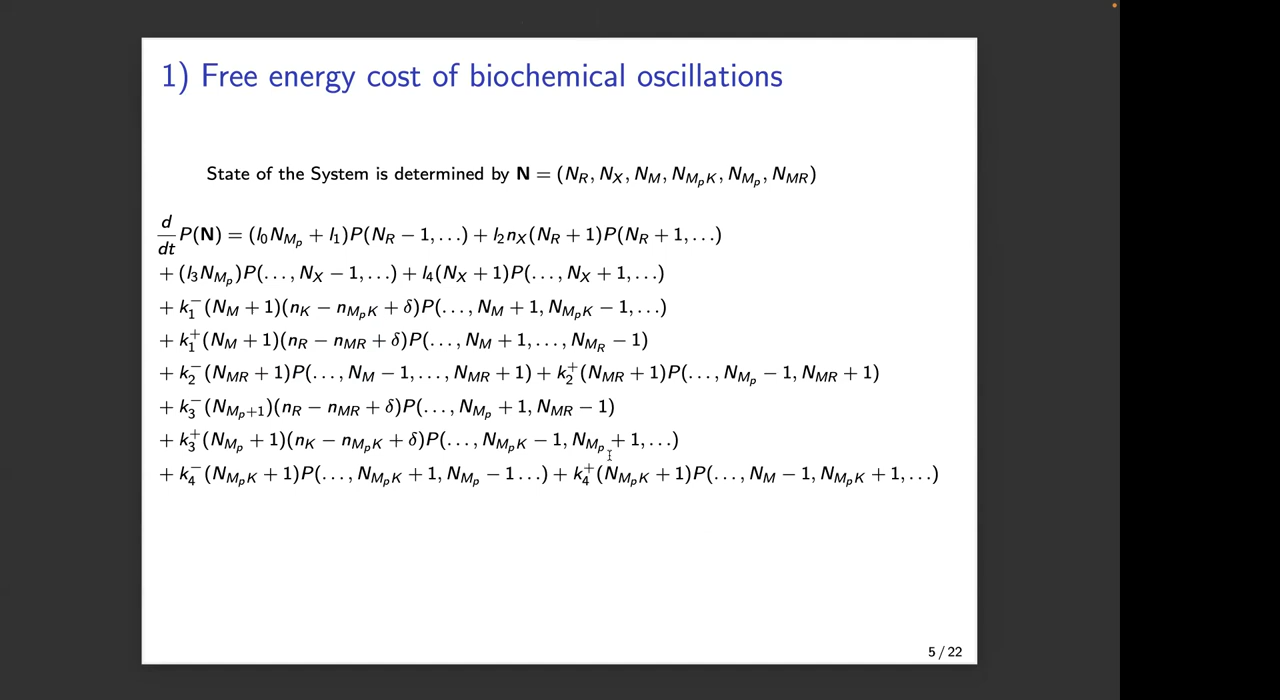 1) Free energy cost of biochemical oscillations
State of the System is determined by N = (N_R, N_X, N_M, N_{M_pK}, N_{M_p}, N_{MR})
d/dt P(N) = (l_0 N_{M_p} + l_1)P(N_R − 1, …) + l_2 n_X(N_R + 1)P(N_R + 1, …)
+ (l_3 N_{M_p})P(…, N_X − 1, …) + l_4(N_X + 1)P(…, N_X + 1, …)
+ k_1^−(N_M + 1)(n_K − n_{M_pK} + δ)P(…, N_M + 1, N_{M_pK} − 1, …)
+ k_1^+(N_M + 1)(n_R − n_{MR} + δ)P(…, N_M + 1, …, N_{M_R} − 1)
+ k_2^−(N_{MR} + 1)P(…, N_M − 1, …, N_{MR} + 1) + k_2^+(N_{MR} + 1)P(…, N_{M_p} − 1, N_{MR} + 1)
+ k_3^−(N_{M_p+1})(n_R − n_{MR} + δ)P(…, N_{M_p} + 1, N_{MR} − 1)
+ k_3^+(N_{M_p} + 1)(n_K − n_{M_pK} + δ)P(…, N_{M_pK} − 1, N_{M_p} + 1, …)
+ k_4^−(N_{M_pK} + 1)P(…, N_{M_pK} + 1, N_{M_p} − 1 …) + k_4^+(N_{M_pK} + 1)P(…, N_M − 1, N_{M_pK} + 1, …)
5 / 22